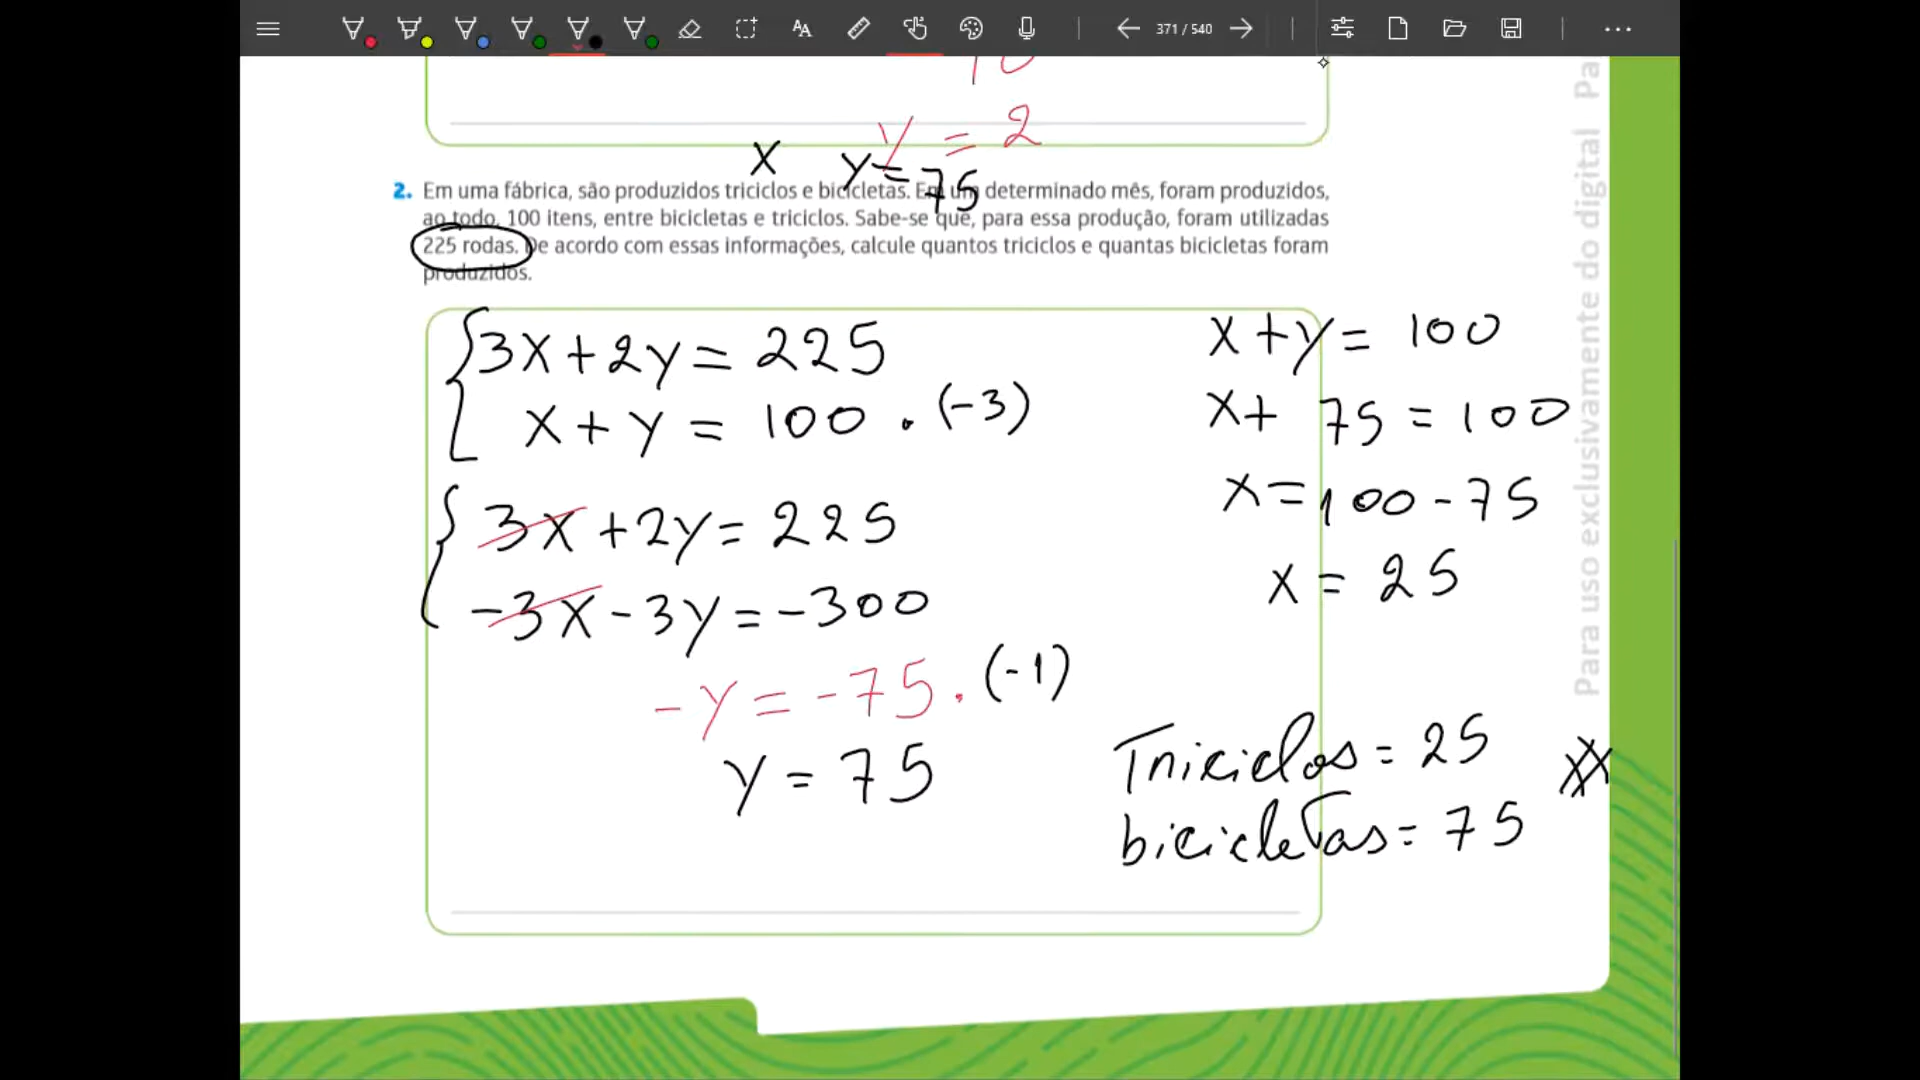 371 / 540
y = 2
x y=75
2. Em uma fábrica, são produzidos triciclos e bicicletas. Em um determinado mês, foram produzidos,
ao todo, 100 itens, entre bicicletas e triciclos. Sabe-se que, para essa produção, foram utilizadas
225 rodas. De acordo com essas informações, calcule quantos triciclos e quantas bicicletas foram
produzidos.
3x+2y=225
x+y=100.(-3)
3x+2y=225
-3x-3y=-300
-y=-75.(-1)
y=75
x+y=100
x+75=100
x=100-75
x=25
Triciclos=25
bicicletas=75
Para uso exclusivamente do digital Pa